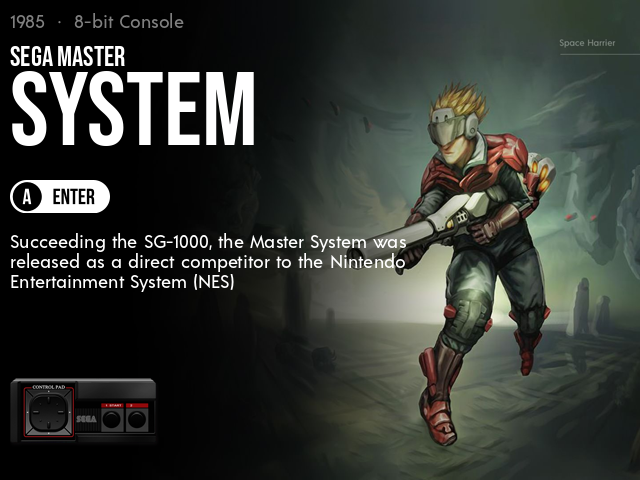 1985 · 8-bit Console
Space Harrier
SEGA MASTER
SYSTEM
A ENTER
Succeeding the SG-1000, the Master System was
released as a direct competitor to the Nintendo
Entertainment System (NES)
CONTROL PAD
SEGA